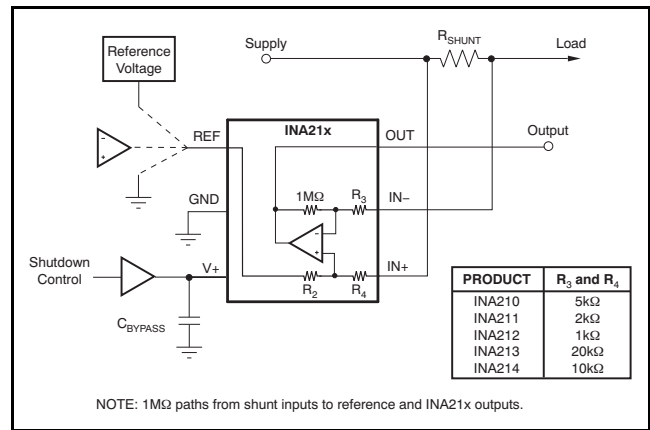 Reference
Voltage
Supply
RSHUNT
Load
REF
INA21x
OUT
Output
1MΩ
R3
IN−
GND
−
+
Shutdown
Control
V+
IN+
R2
R4
CBYPASS
PRODUCT R3 and R4
INA210 5kΩ
INA211 2kΩ
INA212 1kΩ
INA213 20kΩ
INA214 10kΩ
NOTE: 1MΩ paths from shunt inputs to reference and INA21x outputs.